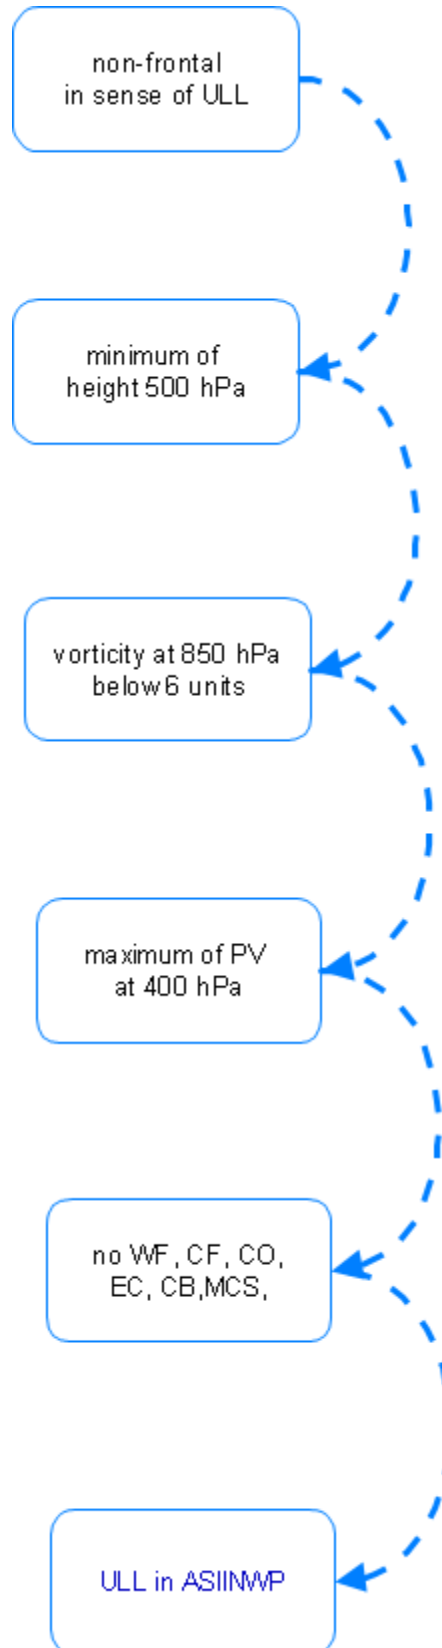 non-frontal
in sense of ULL
minimum of
height 500 hPa
vorticity at 850 hPa
below 6 units
maximum of PV
at 400 hPa
no WF, CF, CO,
EC, CB,MCS,
ULL in ASIINWP